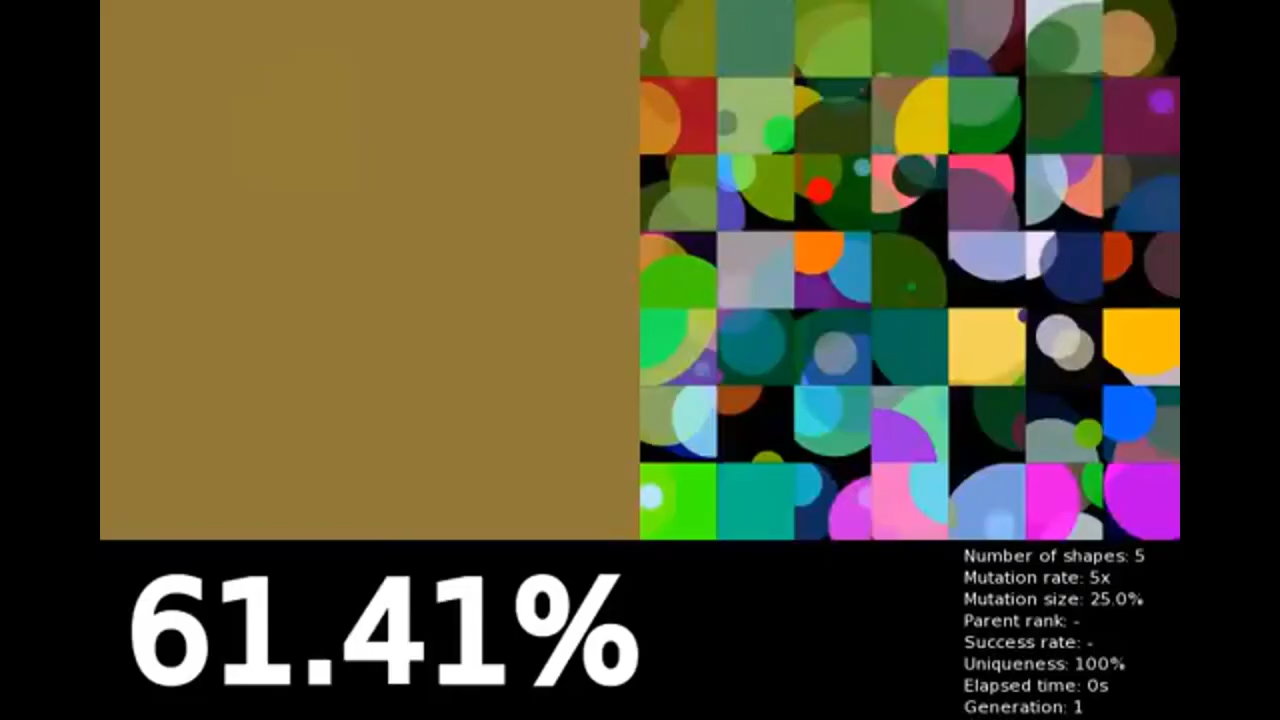 61.41%
Number of shapes: 5
Mutation rate: 5x
Mutation size: 25.0%
Parent rank: -
Success rate: -
Uniqueness: 100%
Elapsed time: 0s
Generation: 1